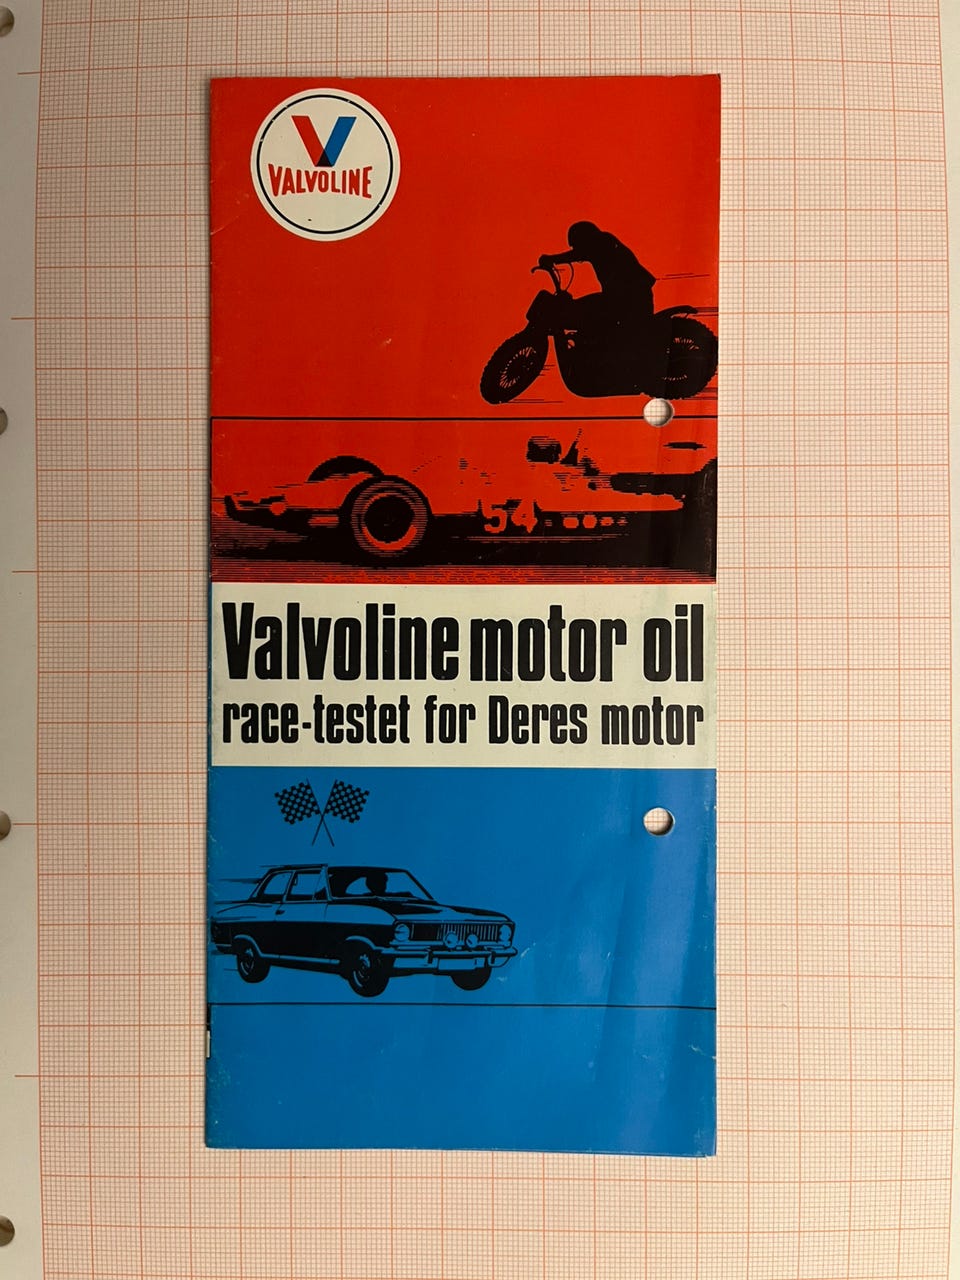 VALVOLINE
54
Valvoline motor oil
race-testet for Deres motor